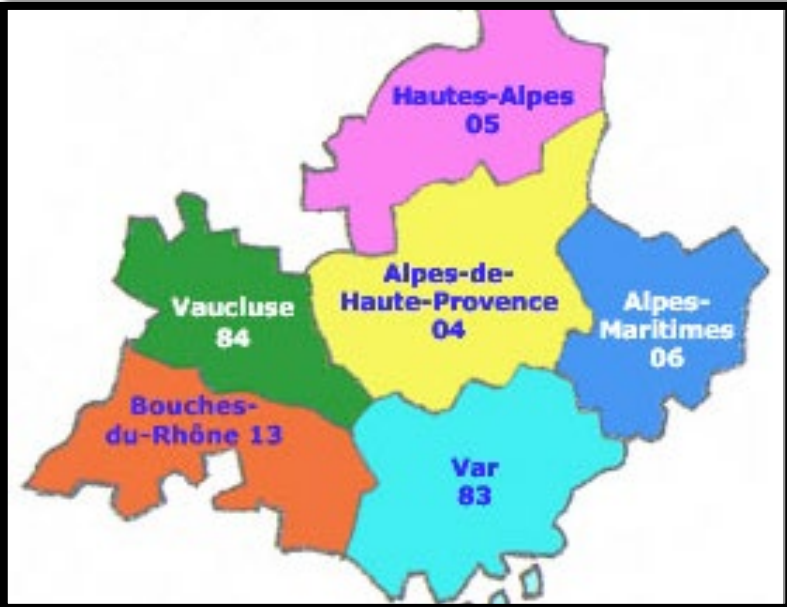 Hautes-Alpes
05
Alpes-de-
Haute-Provence
04
Vaucluse
84
Alpes-
Maritimes
06
Bouches-
du-Rhône 13
Var
83